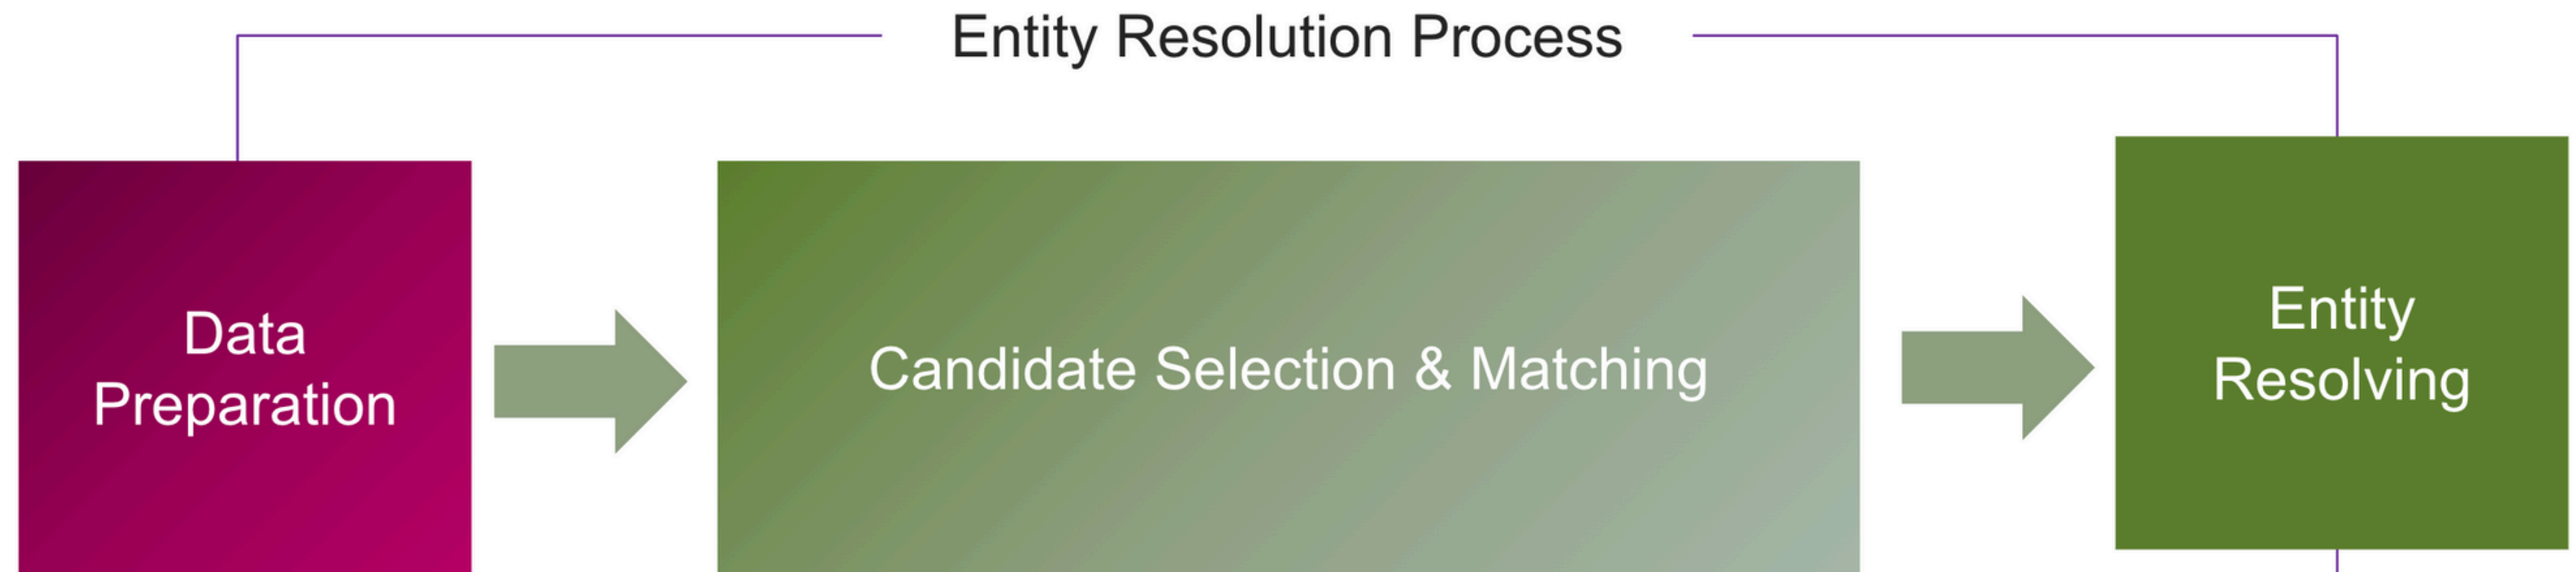 Entity Resolution Process
Data
Preparation
Candidate Selection & Matching
Entity
Resolving